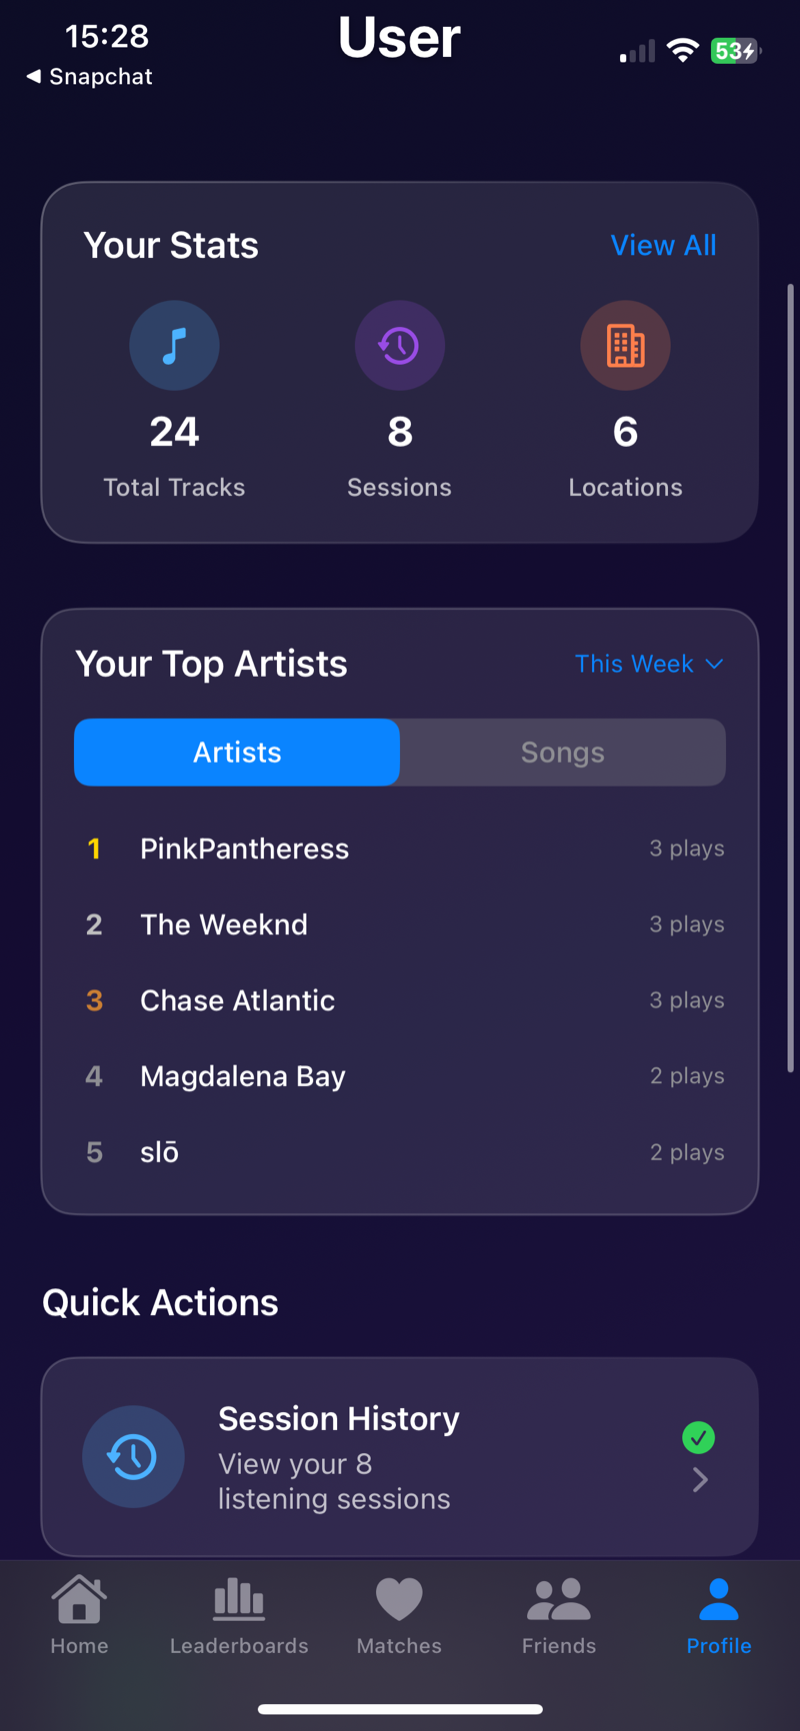 15:28
User
53
◀ Snapchat
Your Stats
View All
24
8
6
Total Tracks
Sessions
Locations
Your Top Artists
This Week
Artists
Songs
1 PinkPantheress 3 plays
2 The Weeknd 3 plays
3 Chase Atlantic 3 plays
4 Magdalena Bay 2 plays
5 slō 2 plays
Quick Actions
Session History
View your 8
listening sessions
Home
Leaderboards
Matches
Friends
Profile